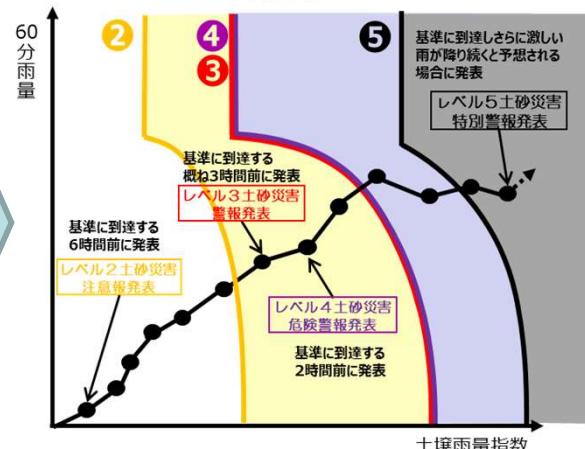 60
分
雨
量
❷
❹
❸
❺
基準に到達しさらに激しい
雨が降り続くと予想される
場合に発表
レベル5土砂災害
特別警報発表
基準に到達する
概ね3時間前に発表
レベル3土砂災害
警報発表
基準に到達する
6時間前に発表
レベル2土砂災害
注意報発表
レベル4土砂災害
危険警報発表
基準に到達する
2時間前に発表
土壌雨量指数